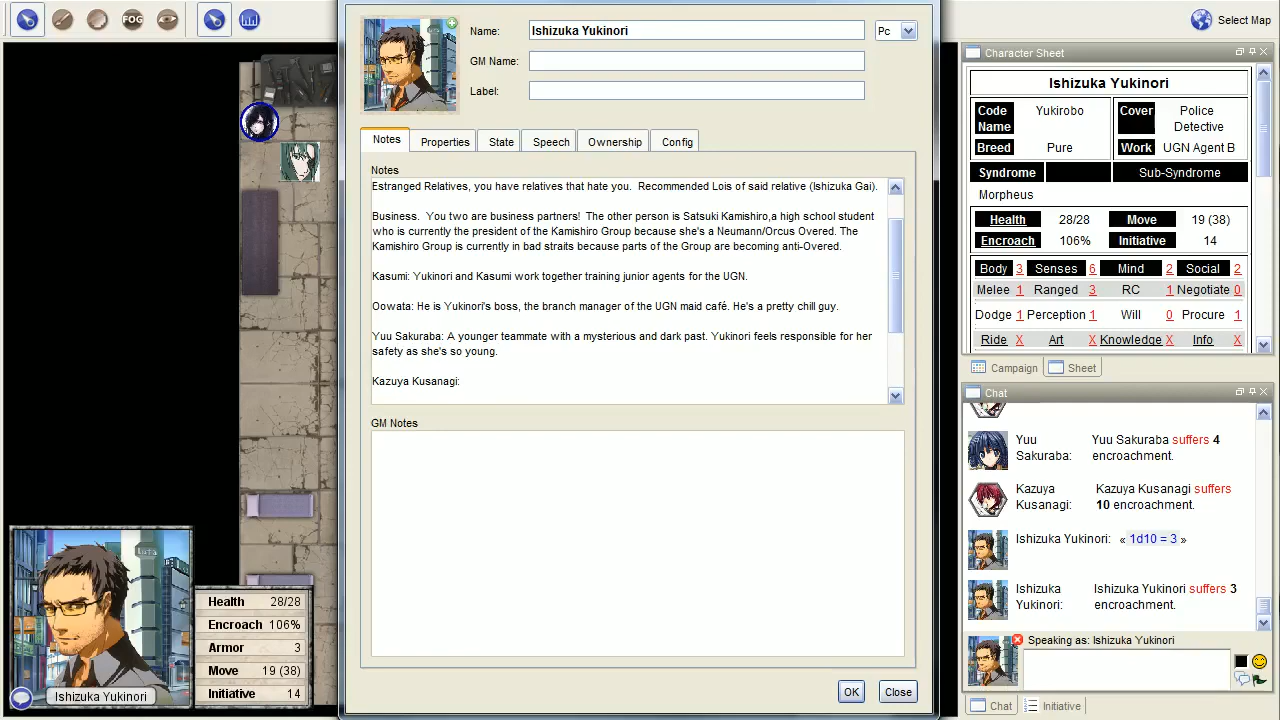 FOG
Select Map
Name:
Ishizuka Yukinori
Pc
GM Name:
Label:
Notes
Properties
State
Speech
Ownership
Config
Notes
Estranged Relatives, you have relatives that hate you.  Recommended Lois of said relative (Ishizuka Gai).
Business.  You two are business partners!  The other person is Satsuki Kamishiro,a high school student
who is currently the president of the Kamishiro Group because she's a Neumann/Orcus Overed. The
Kamishiro Group is currently in bad straits because parts of the Group are becoming anti-Overed.
Kasumi: Yukinori and Kasumi work together training junior agents for the UGN.
Oowata: He is Yukinori's boss, the branch manager of the UGN maid café. He's a pretty chill guy.
Yuu Sakuraba: A younger teammate with a mysterious and dark past. Yukinori feels responsible for her
safety as she's so young.
Kazuya Kusanagi:
GM Notes
OK
Close
Character Sheet
Ishizuka Yukinori
Code Name
Yukirobo
Cover
Police Detective
Breed
Pure
Work
UGN Agent B
Syndrome
Sub-Syndrome
Morpheus
Health
28/28
Move
19 (38)
Encroach
106%
Initiative
14
Body 3 Senses 6 Mind 2 Social 2
Melee 1 Ranged 3 RC 1 Negotiate 0
Dodge 1 Perception 1 Will 0 Procure 1
Ride X Art X Knowledge X Info X
Campaign
Sheet
Chat
Yuu Sakuraba:
Yuu Sakuraba suffers 4
encroachment.
Kazuya Kusanagi:
Kazuya Kusanagi suffers
10 encroachment.
Ishizuka Yukinori: « 1d10 = 3 »
Ishizuka Yukinori:
Ishizuka Yukinori suffers 3
encroachment.
Speaking as: Ishizuka Yukinori
Chat
Initiative
Ishizuka Yukinori
Health 28/28
Encroach 106%
Armor 3
Move 19 (38)
Initiative 14